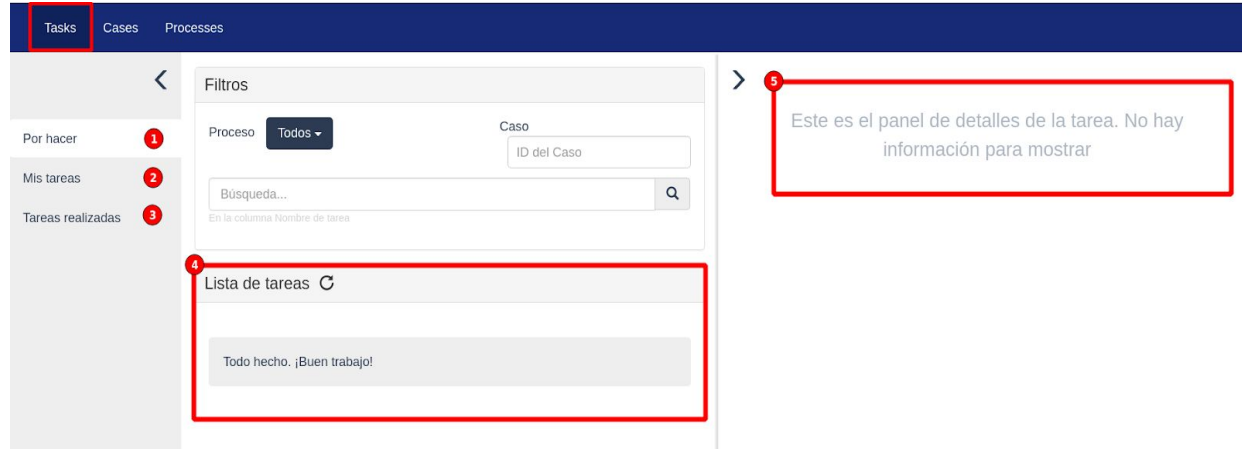 Tasks Cases Processes
Por hacer 1
Mis tareas 2
Tareas realizadas 3
Filtros
Proceso Todos
Caso
ID del Caso
Búsqueda...
En la columna Nombre de tarea
4
Lista de tareas
Todo hecho. ¡Buen trabajo!
5
Este es el panel de detalles de la tarea. No hay
información para mostrar